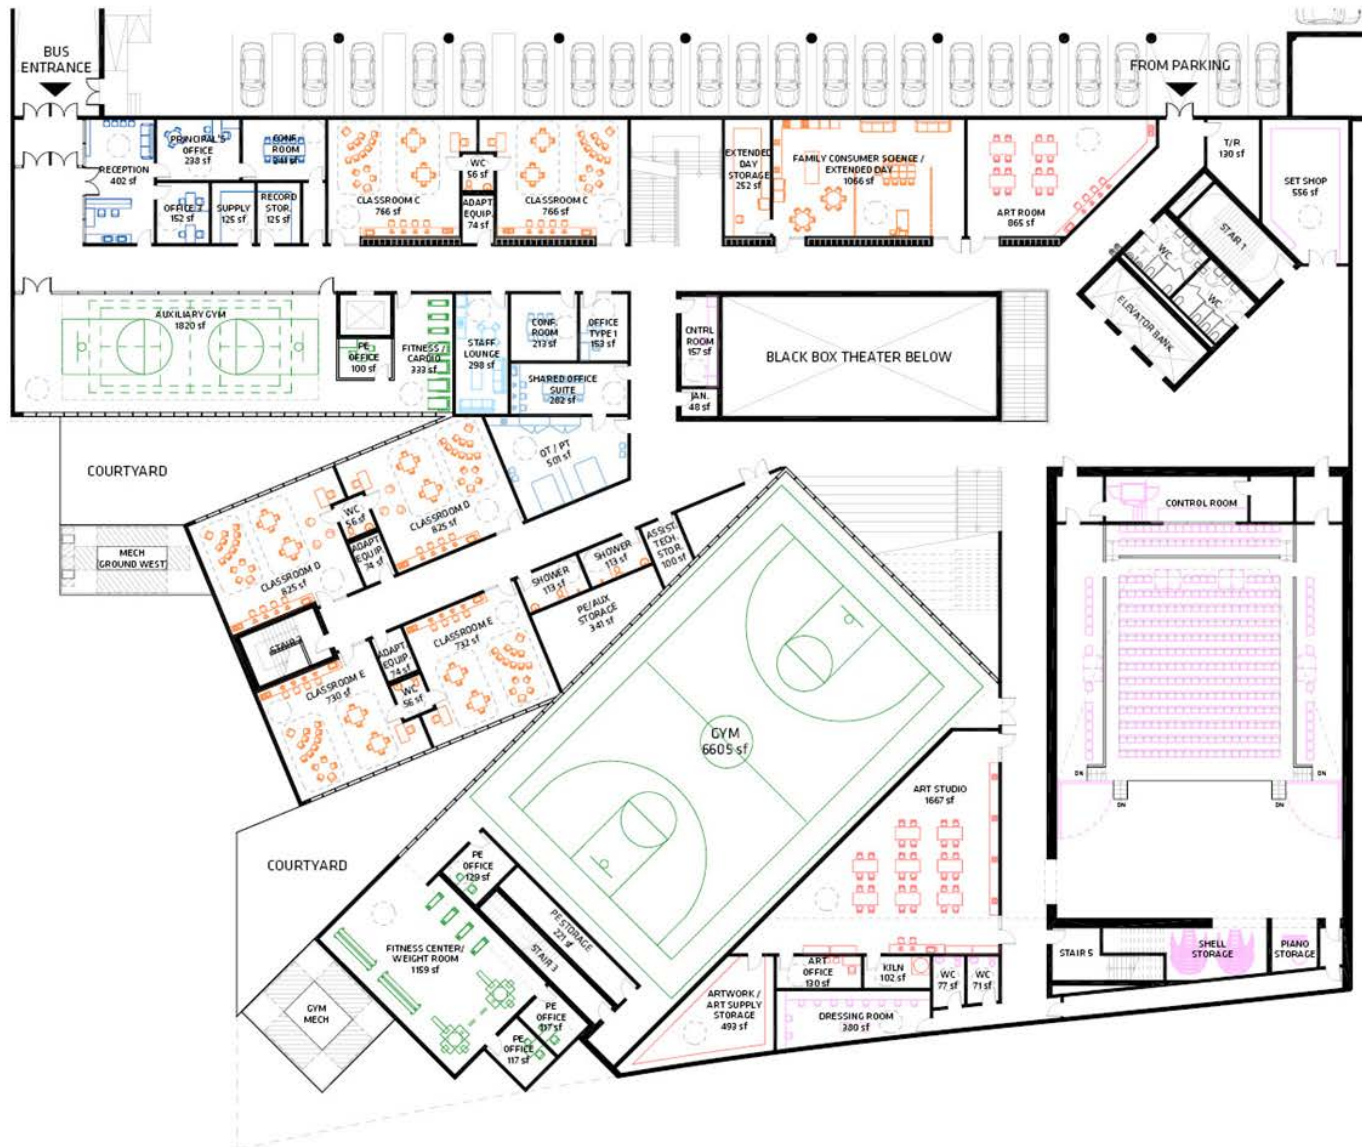 BUS
ENTRANCE
FROM PARKING
PRINCIPAL'S
OFFICE
238 sf
CONF.
ROOM
RECEPTION
402 sf
OFFICE 2
152 sf
SUPPLY
125 sf
RECORD
STOR.
125 sf
CLASSROOM C
766 sf
WC
56 sf
ADAPT.
EQUIP.
74 sf
CLASSROOM C
766 sf
EXTENDED
DAY
STORAGE
252 sf
FAMILY CONSUMER SCIENCE /
EXTENDED DAY
1066 sf
ART ROOM
865 sf
T/R
130 sf
SET SHOP
556 sf
STAIR 1
WC
WC
ELEVATOR BANK
AUXILIARY GYM
1820 sf
PE
OFFICE
100 sf
FITNESS /
CARDIO
333 sf
STAFF
LOUNGE
298 sf
CONF.
ROOM
213 sf
OFFICE
TYPE 1
153 sf
SHARED OFFICE
SUITE
282 sf
CNTRL
ROOM
157 sf
JAN.
48 sf
BLACK BOX THEATER BELOW
OT / PT
501 sf
COURTYARD
MECH
GROUND WEST
CLASSROOM D
825 sf
WC
56 sf
ADAPT.
EQUIP.
74 sf
CLASSROOM D
825 sf
STAIR 2
SHOWER
113 sf
SHOWER
113 sf
ASSIST.
TECH.
STOR.
100 sf
PE/AUX
STORAGE
341 sf
CLASSROOM E
732 sf
ADAPT.
EQUIP.
74 sf
WC
56 sf
CLASSROOM E
730 sf
CONTROL ROOM
DN
DN
DN
DN
GYM
6605 sf
ART STUDIO
1667 sf
COURTYARD
PE
OFFICE
129 sf
PE STORAGE
221 sf
STAIR 3
FITNESS CENTER/
WEIGHT ROOM
1159 sf
GYM
MECH
PE
OFFICE
117 sf
PE
OFFICE
117 sf
ARTWORK /
ART SUPPLY
STORAGE
493 sf
ART
OFFICE
130 sf
KILN
102 sf
WC
77 sf
WC
71 sf
DRESSING ROOM
380 sf
STAIR 5
SHELL
STORAGE
PIANO
STORAGE